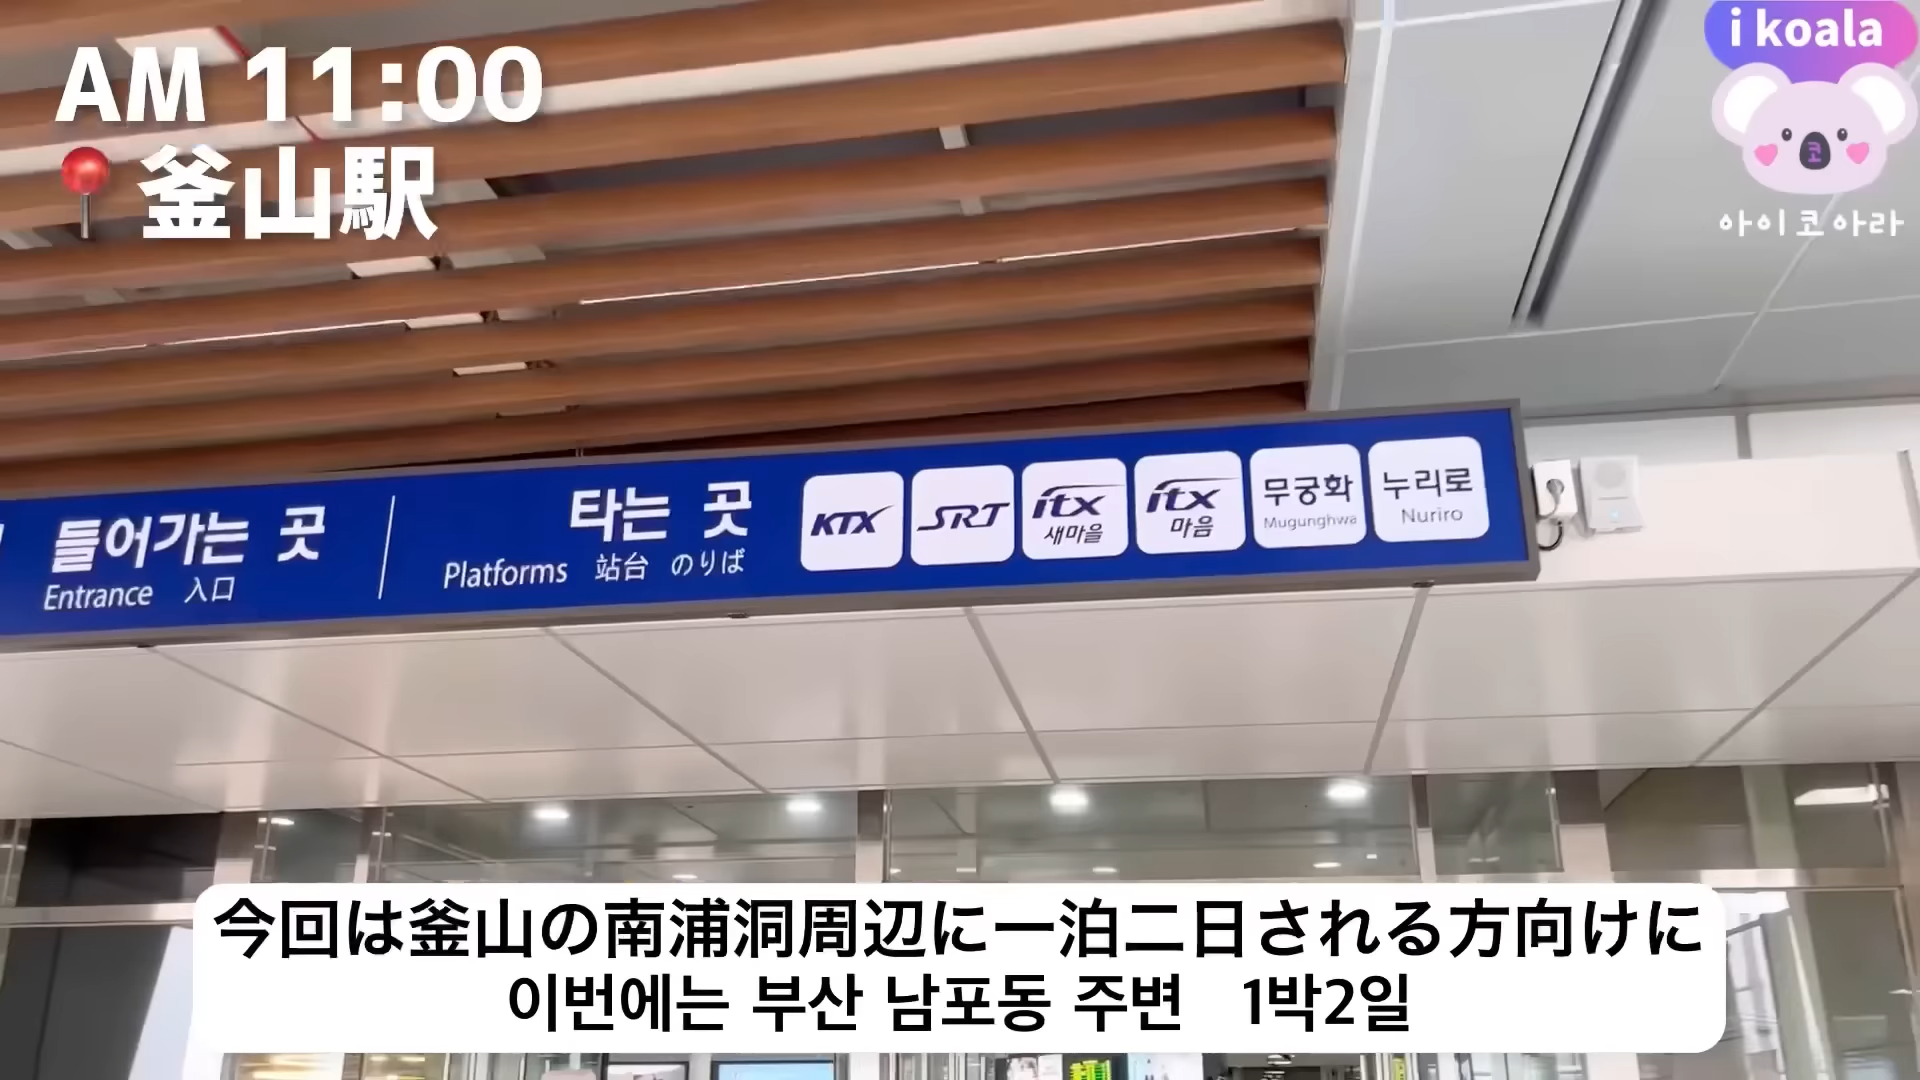 AM 11:00
釜山駅
i koala
코
아이코아라
들어가는 곳
Entrance 入口
타는 곳
Platforms 站台 のりば
KTX
SRT
itx
새마을
itx
마음
무궁화
Mugunghwa
누리로
Nuriro
今回は釜山の南浦洞周辺に一泊二日される方向けに
이번에는 부산 남포동 주변 1박2일